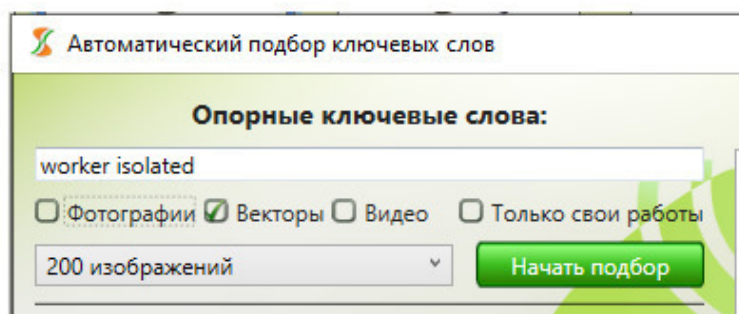 Автоматический подбор ключевых слов
Опорные ключевые слова:
worker isolated
Фотографии Векторы Видео Только свои работы
200 изображений Начать подбор